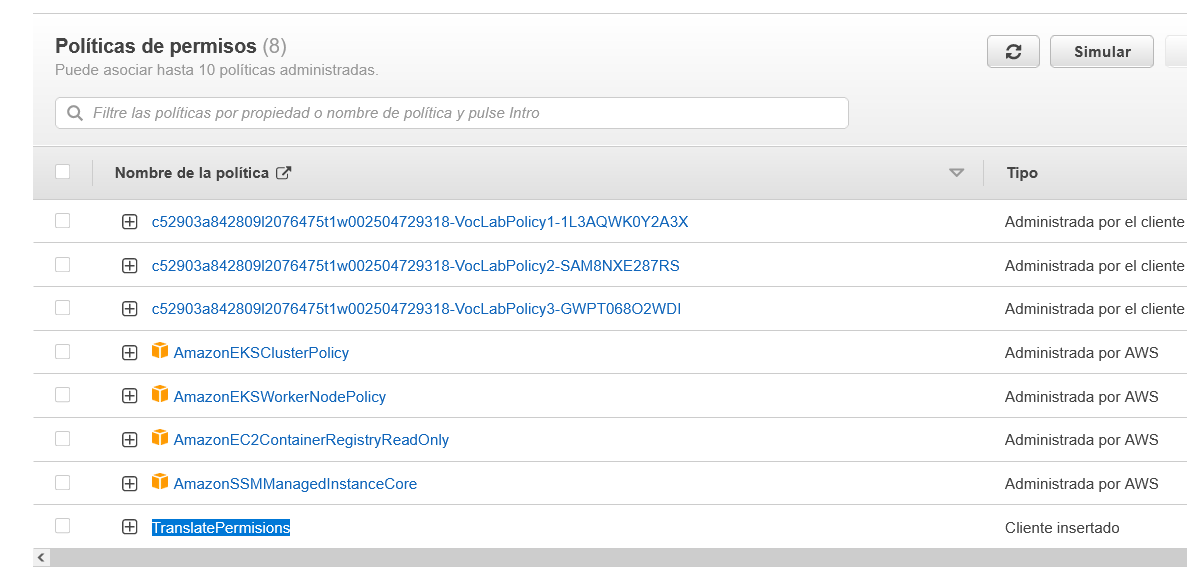 Políticas de permisos (8)
Puede asociar hasta 10 políticas administradas.
Simular
Filtre las políticas por propiedad o nombre de política y pulse Intro
Nombre de la política Tipo
c52903a842809l2076475t1w002504729318-VocLabPolicy1-1L3AQWK0Y2A3X Administrada por el cliente
c52903a842809l2076475t1w002504729318-VocLabPolicy2-SAM8NXE287RS Administrada por el cliente
c52903a842809l2076475t1w002504729318-VocLabPolicy3-GWPT068O2WDI Administrada por el cliente
AmazonEKSClusterPolicy Administrada por AWS
AmazonEKSWorkerNodePolicy Administrada por AWS
AmazonEC2ContainerRegistryReadOnly Administrada por AWS
AmazonSSMManagedInstanceCore Administrada por AWS
TranslatePermisions Cliente insertado